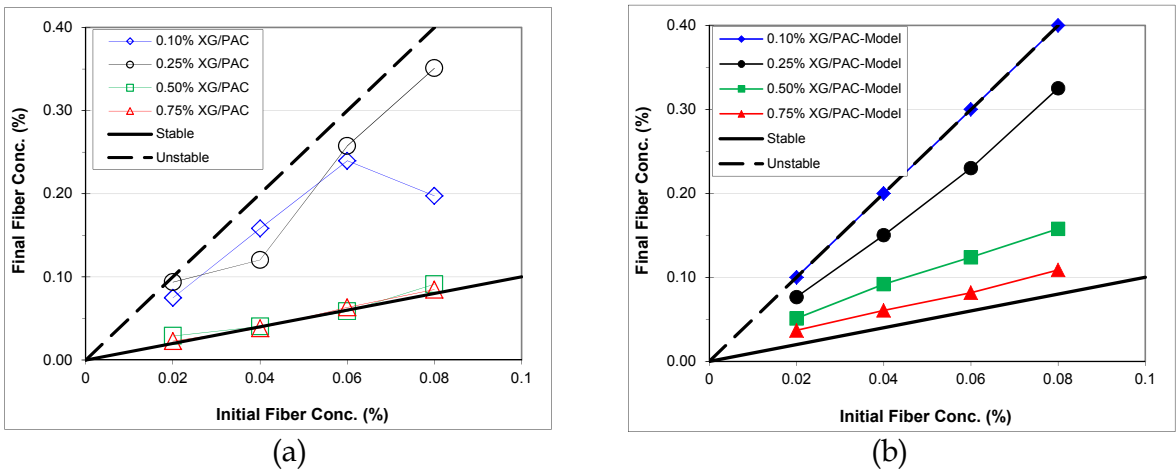 0.40
0.30
0.20
0.10
0.00
Final Fiber Conc. (%)
0.10% XG/PAC
0.25% XG/PAC
0.50% XG/PAC
0.75% XG/PAC
Stable
Unstable
0 0.02 0.04 0.06 0.08 0.1
Initial Fiber Conc. (%)
(a)
0.40
0.30
0.20
0.10
0.00
Final Fiber Conc. (%)
0.10% XG/PAC-Model
0.25% XG/PAC-Model
0.50% XG/PAC-Model
0.75% XG/PAC-Model
Stable
Unstable
0 0.02 0.04 0.06 0.08 0.1
Initial Fiber Conc. (%)
(b)